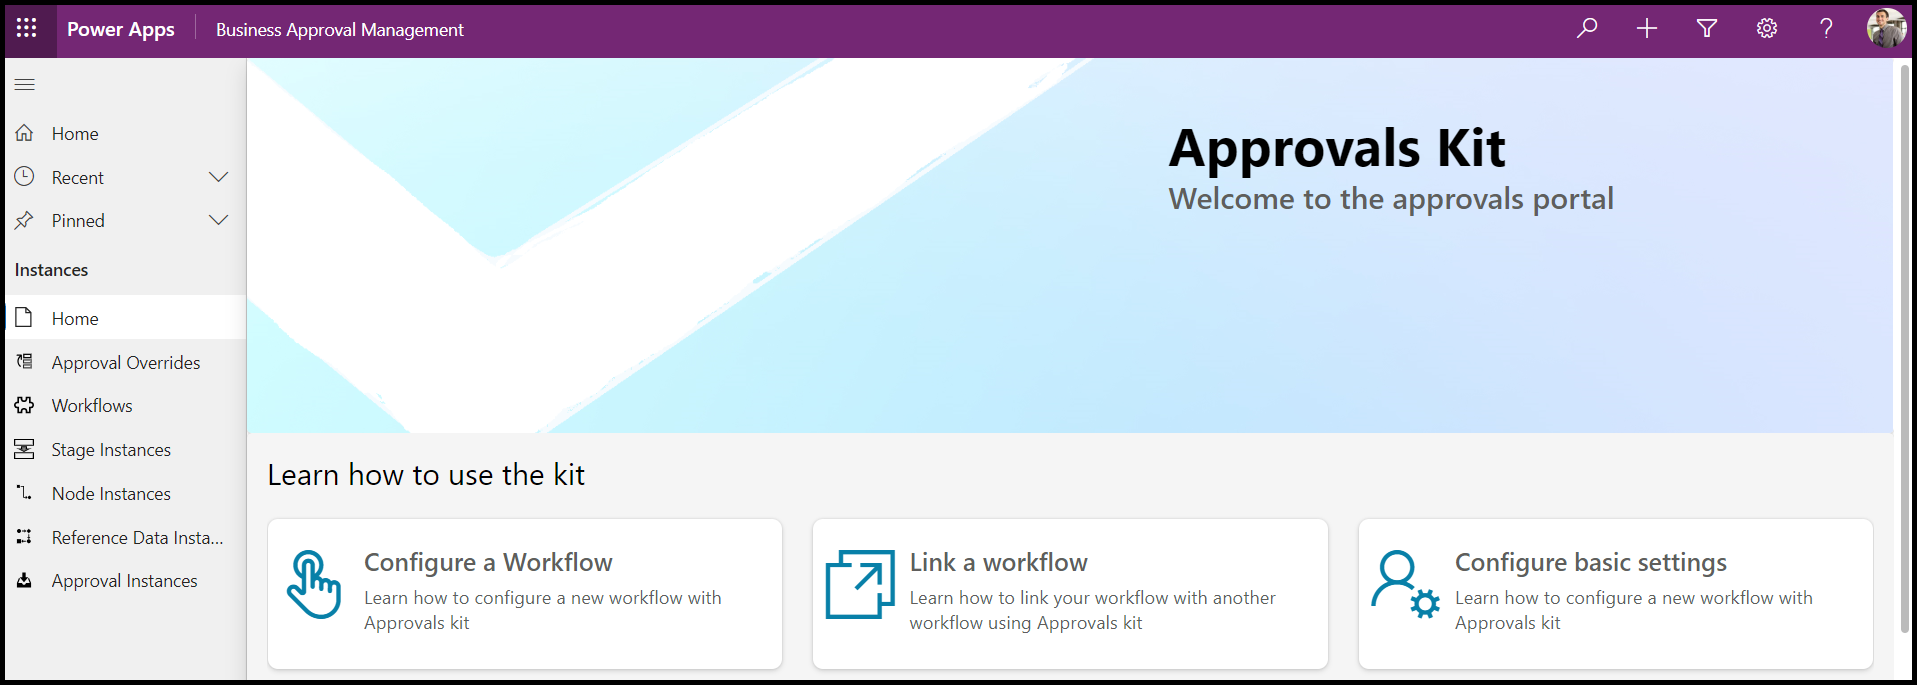 Power Apps
Business Approval Management
Home
Recent
Pinned
Instances
Home
Approval Overrides
Workflows
Stage Instances
Node Instances
Reference Data Insta...
Approval Instances
Approvals Kit
Welcome to the approvals portal
Learn how to use the kit
Configure a Workflow
Learn how to configure a new workflow with
Approvals kit
Link a workflow
Learn how to link your workflow with another
workflow using Approvals kit
Configure basic settings
Learn how to configure a new workflow with
Approvals kit